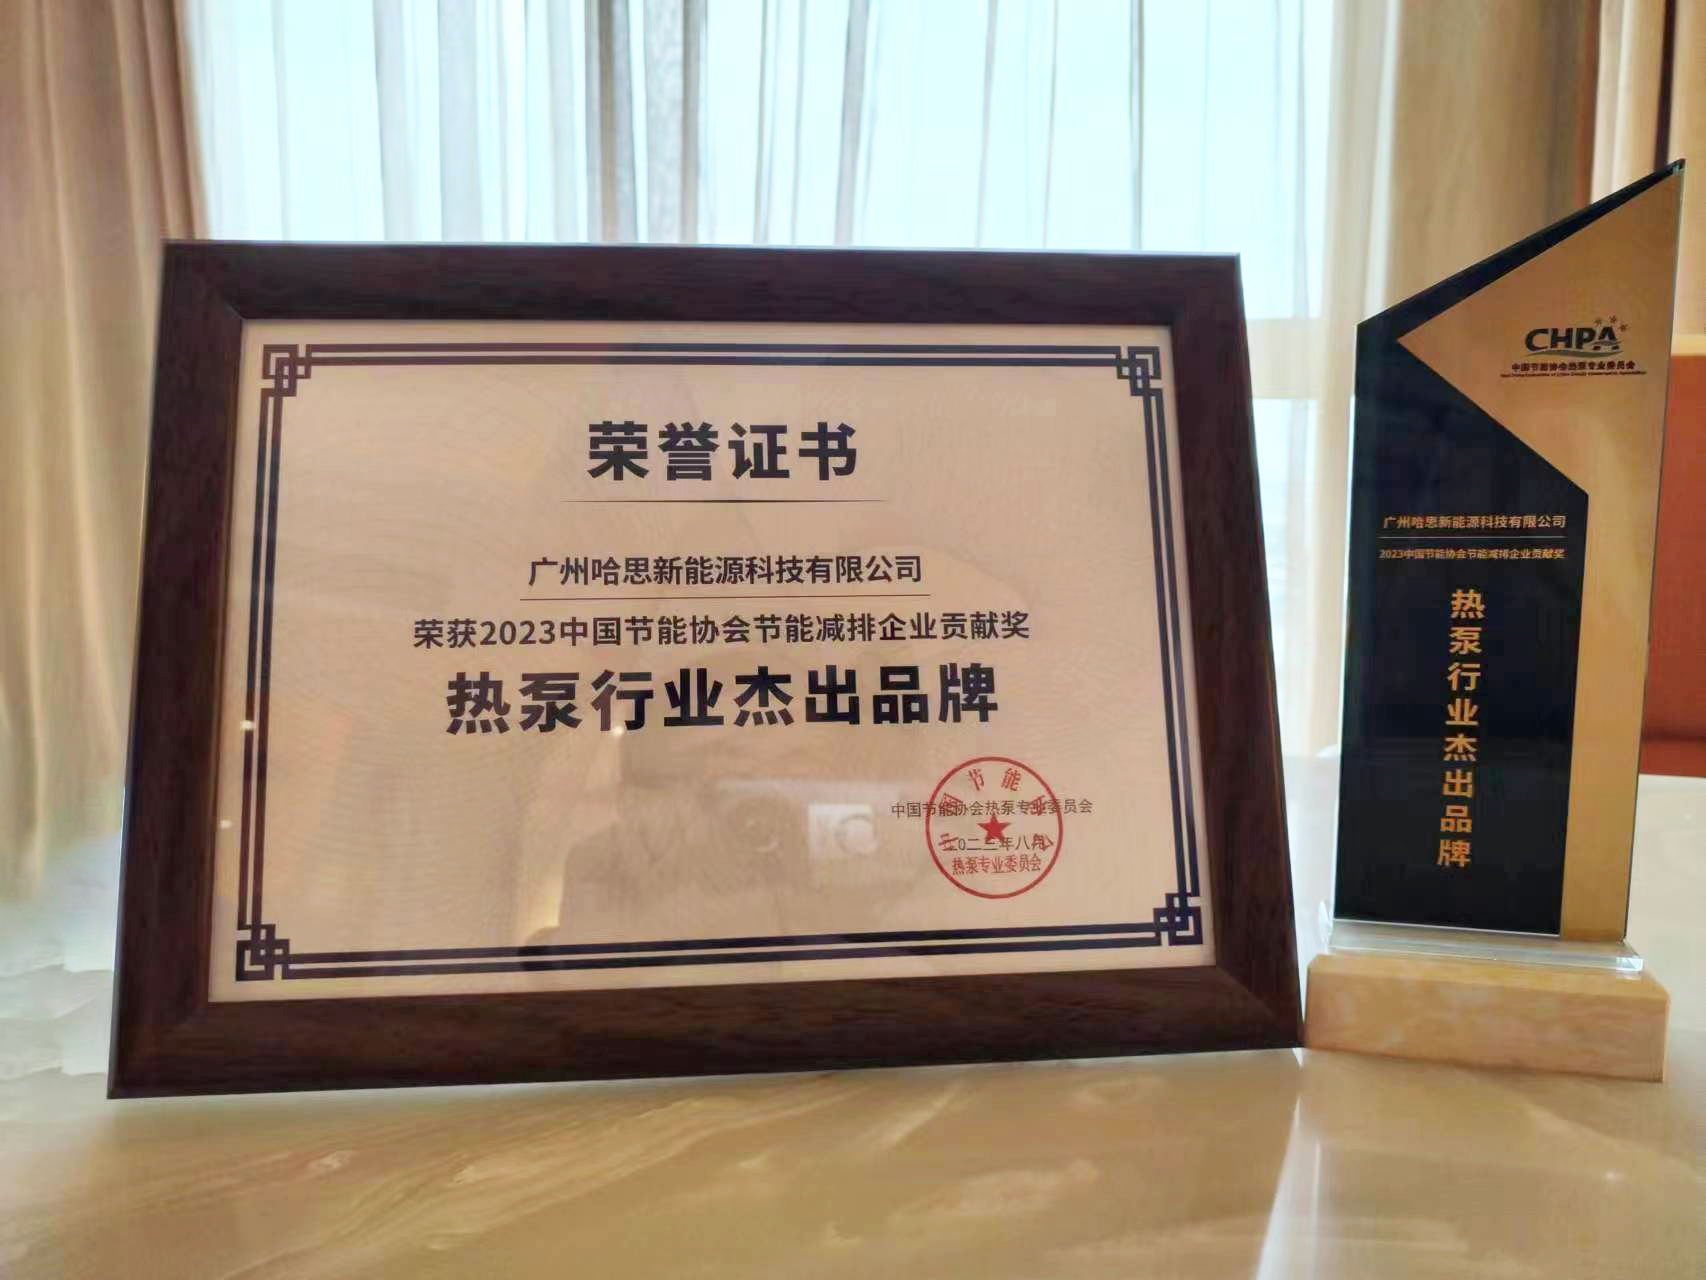 荣誉证书
广州哈思新能源科技有限公司
荣获2023中国节能协会节能减排企业贡献奖
热泵行业杰出品牌
中国节能协会热泵专业委员会
二〇二三年八月
中国节能协会
热泵专业委员会
CHPA
中国节能协会热泵专业委员会
广州哈思新能源科技有限公司
2023中国节能协会节能减排企业贡献奖
热泵行业杰出品牌